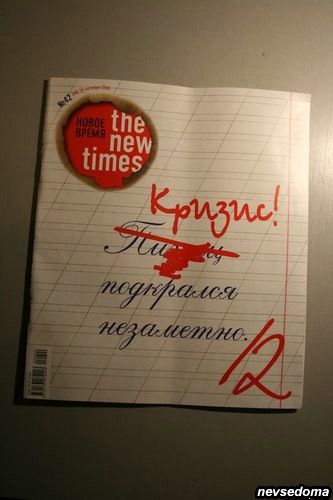 №42
НОВОЕ ВРЕМЯ
the new times
Кризис!
подкрался
незаметно.
/2
nevsedoma